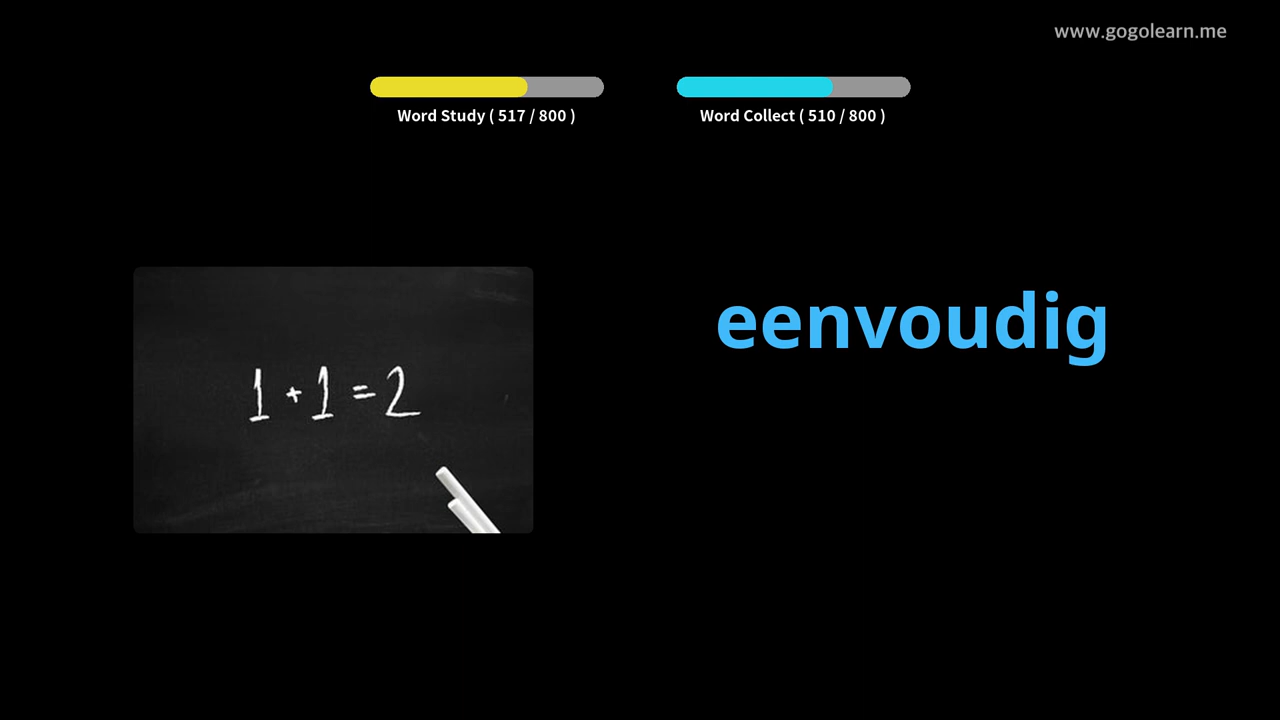 www.gogolearn.me
Word Study ( 517 / 800 )
Word Collect ( 510 / 800 )
eenvoudig
1 + 1 = 2